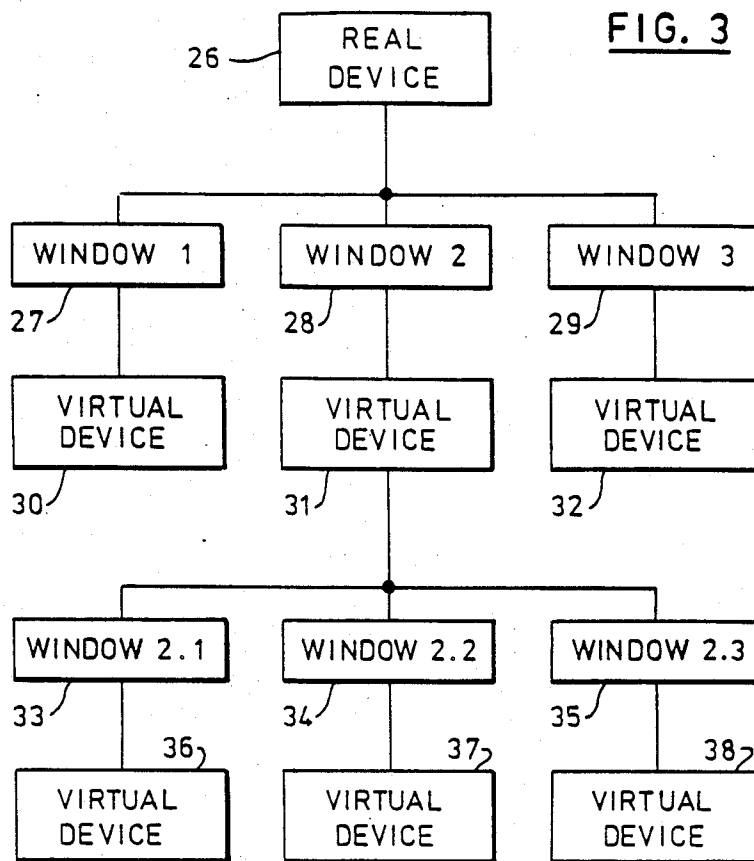 FIG. 3
26
REAL
DEVICE
WINDOW 1
WINDOW 2
WINDOW 3
27
28
29
VIRTUAL
DEVICE
VIRTUAL
DEVICE
VIRTUAL
DEVICE
30
31
32
WINDOW 2.1
WINDOW 2.2
WINDOW 2.3
33
34
35
36
37
38
VIRTUAL
DEVICE
VIRTUAL
DEVICE
VIRTUAL
DEVICE